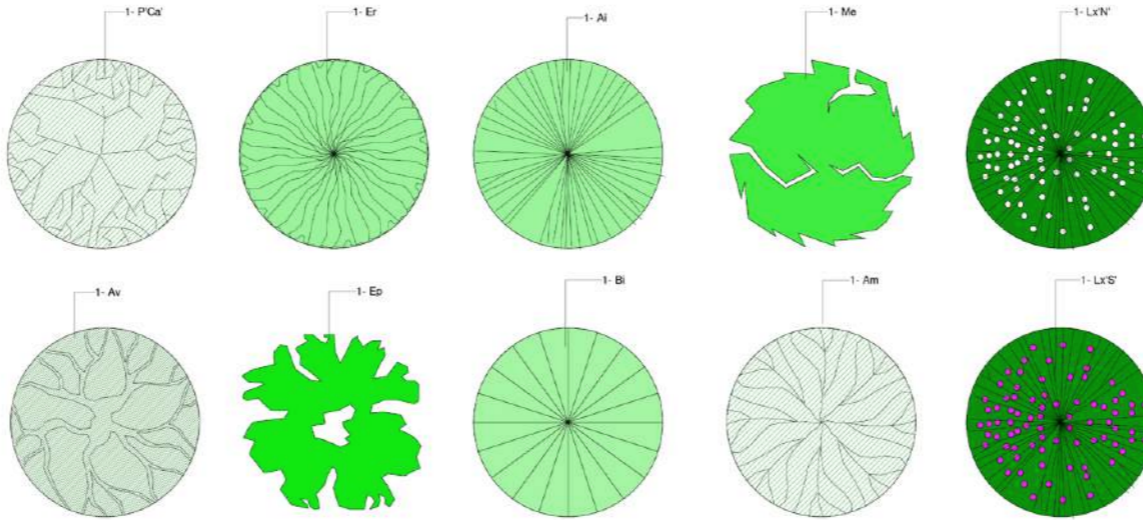 1- P'Ca'
1- Er
1- Ai
1- Me
1- Lx'N'
1- Av
1- Ep
1- Bi
1- Am
1- Lx'S'